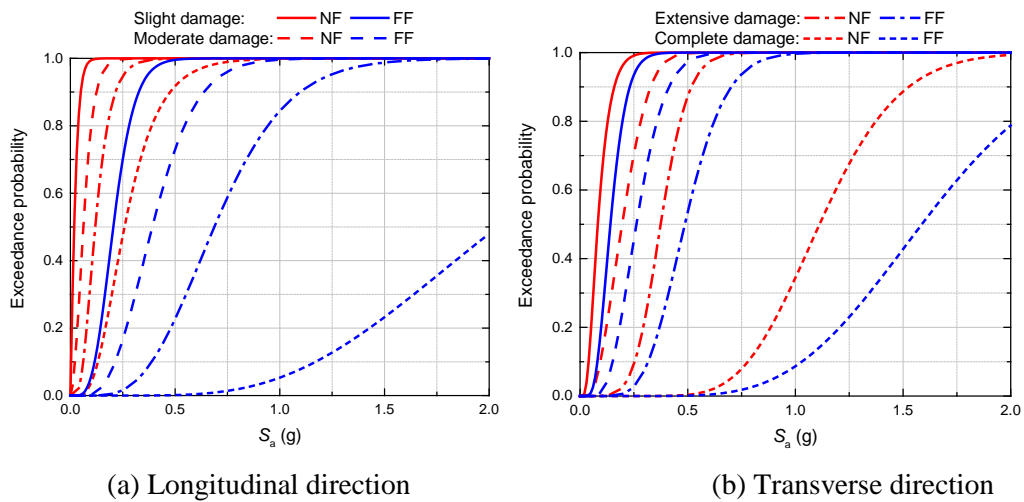 Slight damage: NF FF
Moderate damage: NF FF
Extensive damage: NF FF
Complete damage: NF FF
1.0
0.8
0.6
0.4
0.2
0.0
Exceedance probability
0.0 0.5 1.0 1.5 2.0
Sa (g)
1.0
0.8
0.6
0.4
0.2
0.0
Exceedance probability
0.0 0.5 1.0 1.5 2.0
Sa (g)
(a) Longitudinal direction
(b) Transverse direction